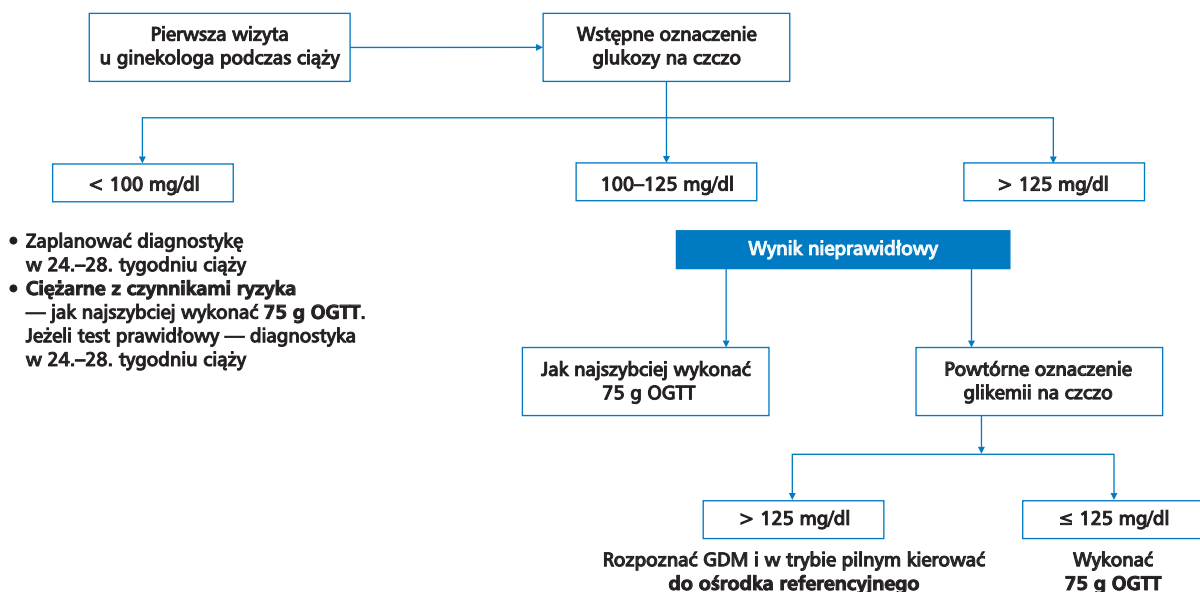 Pierwsza wizyta
u ginekologa podczas ciąży
Wstępne oznaczenie
glukozy na czczo
< 100 mg/dl
100–125 mg/dl
> 125 mg/dl
• Zaplanować diagnostykę
w 24.–28. tygodniu ciąży
• Ciężarne z czynnikami ryzyka
— jak najszybciej wykonać 75 g OGTT.
Jeżeli test prawidłowy — diagnostyka
w 24.–28. tygodniu ciąży
Wynik nieprawidłowy
Jak najszybciej wykonać
75 g OGTT
Powtórne oznaczenie
glikemii na czczo
> 125 mg/dl
≤ 125 mg/dl
Rozpoznać GDM i w trybie pilnym kierować
do ośrodka referencyjnego
Wykonać
75 g OGTT